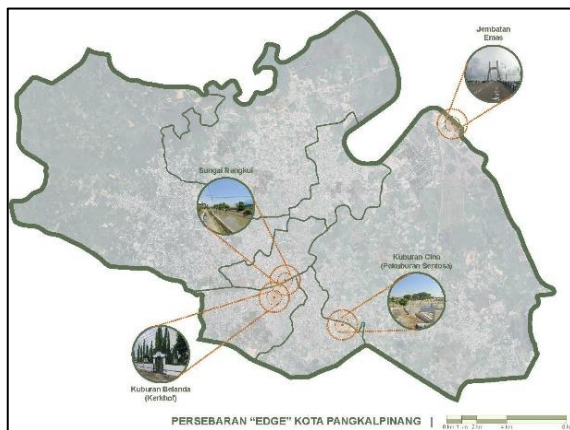 Jembatan
Emas
Sungai Rangkui
Kuburan Cina
(Pekuburan Sentosa)
Kuburan Belanda
(Kerkhof)
PERSEBARAN "EDGE" KOTA PANGKALPINANG |